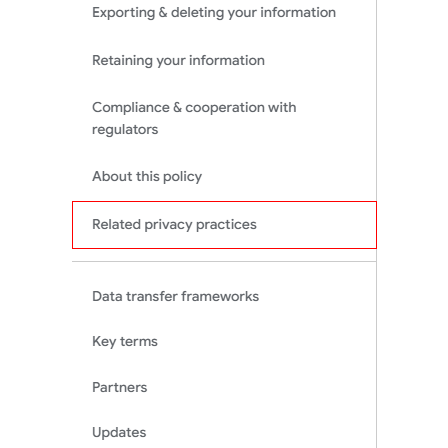 Exporting & deleting your information
Retaining your information
Compliance & cooperation with
regulators
About this policy
Related privacy practices
Data transfer frameworks
Key terms
Partners
Updates